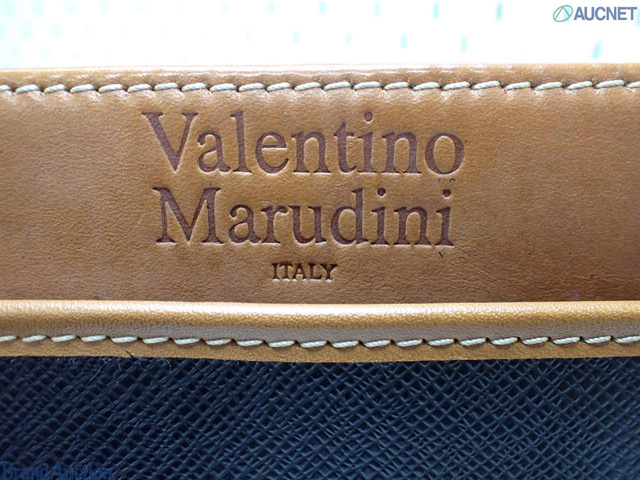 AUCNET
Valentino
Marudini
ITALY
Brand Auction